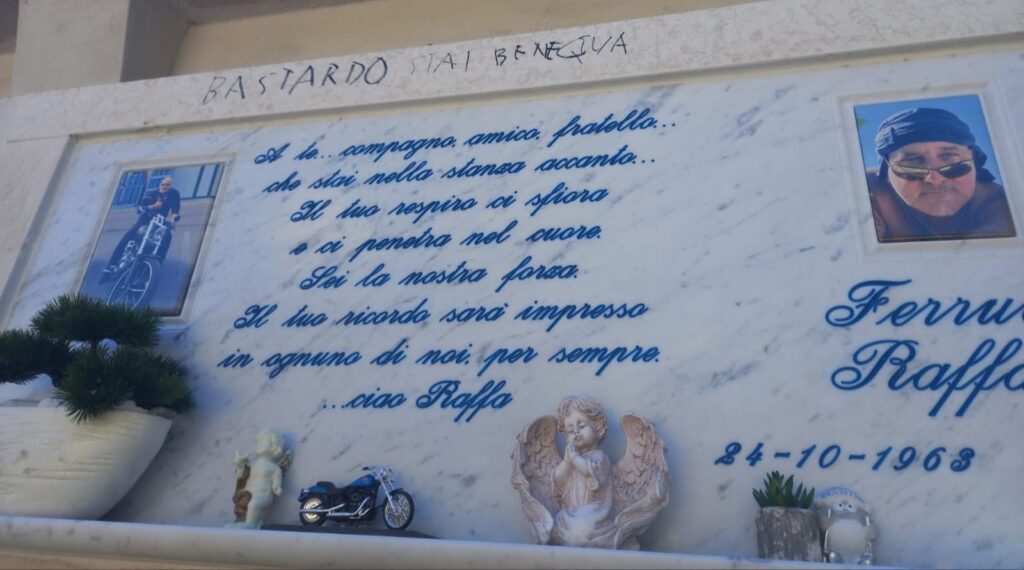 BASTARDO STAI BENE QUA
A te... compagno, amico, fratello...
che stai nella stanza accanto...
Il tuo respiro ci sfiora
e ci penetra nel cuore.
Sei la nostra forza.
Il tuo ricordo sarà impresso
in ognuno di noi, per sempre.
...ciao Raffa
Ferru
Raffa
24-10-1963